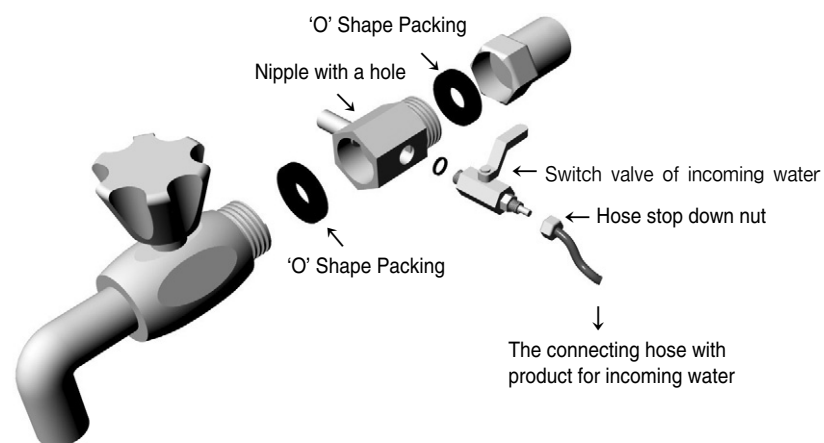 ‘O’ Shape Packing
Nipple with a hole
Switch valve of incoming water
Hose stop down nut
‘O’ Shape Packing
The connecting hose with
product for incoming water